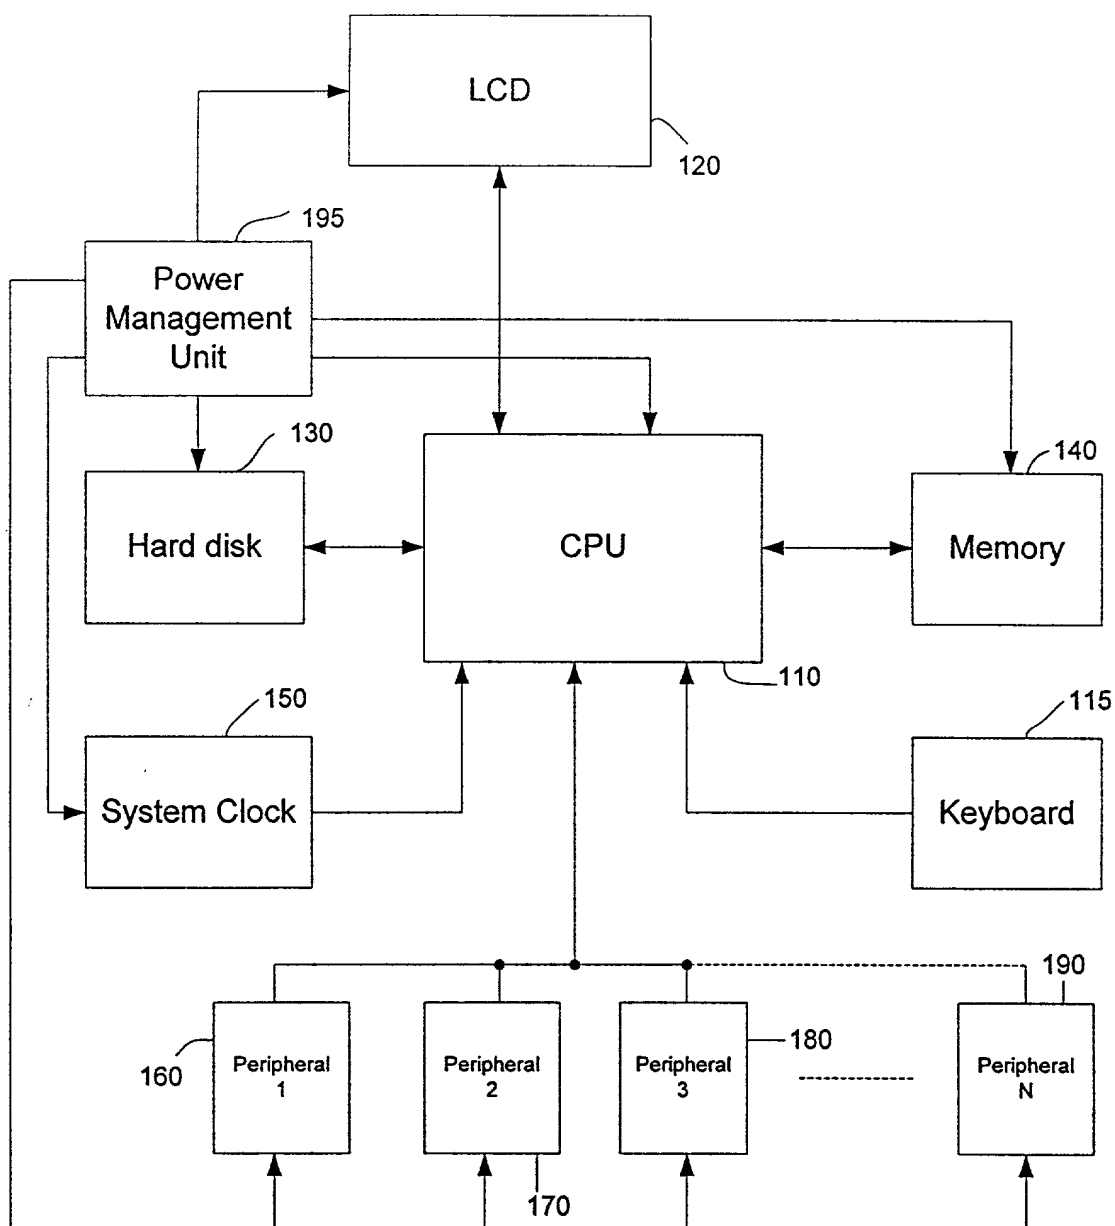 LCD
120
195
Power
Management
Unit
130
140
Hard disk
CPU
Memory
110
150
115
System Clock
Keyboard
190
160
Peripheral
1
Peripheral
2
170
Peripheral
3
180
Peripheral
N